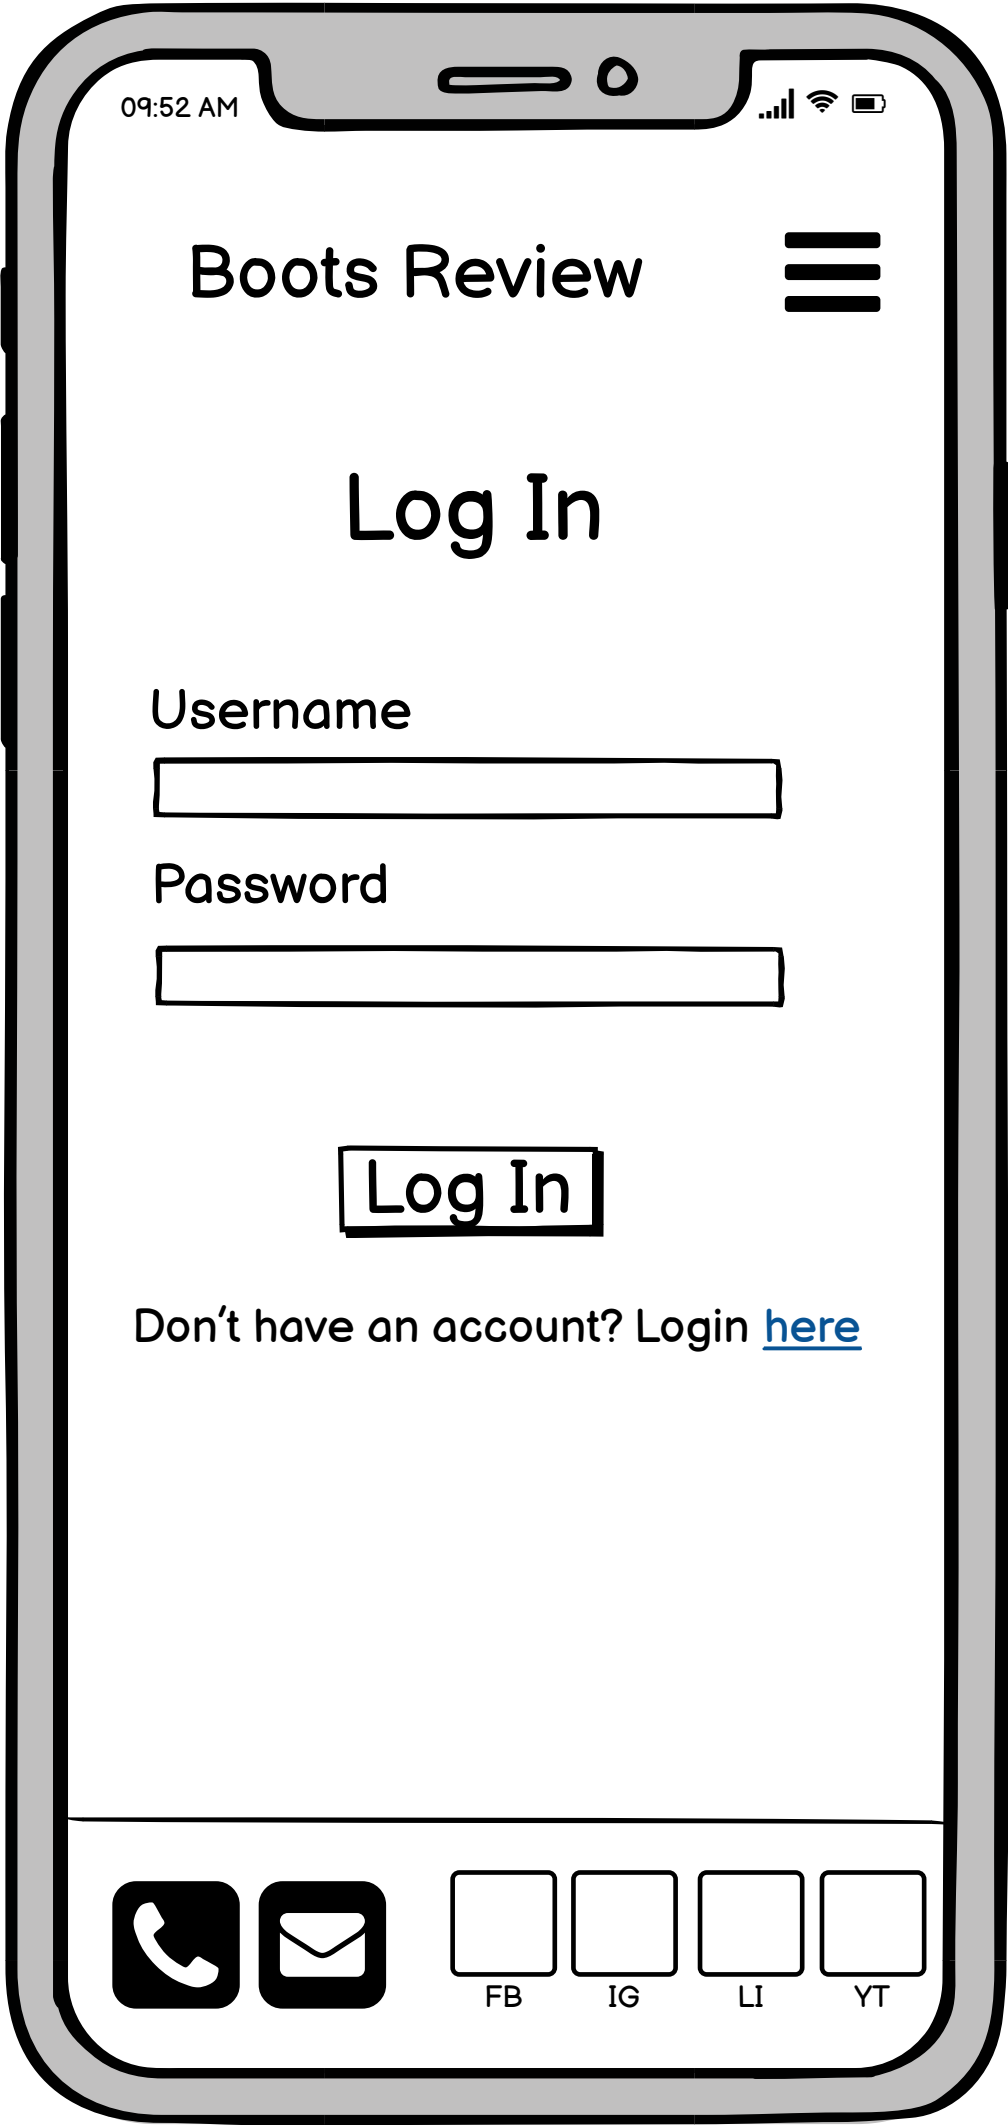 09:52 AM
Boots Review
Log In
Username
Password
Log In
Don't have an account? Login here
FB IG LI YT